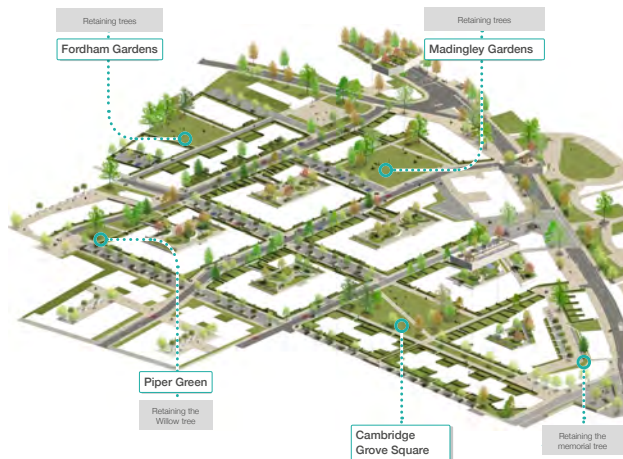 Retaining trees
Fordham Gardens
Retaining trees
Madingley Gardens
Piper Green
Retaining the
Willow tree
Cambridge
Grove Square
Retaining the
memorial tree